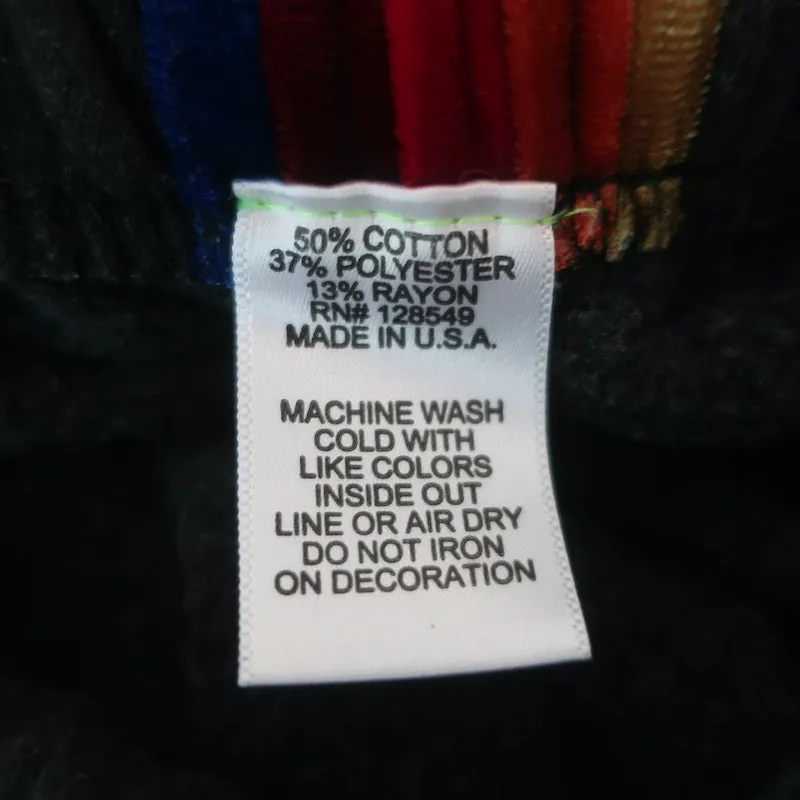 50% COTTON
37% POLYESTER
13% RAYON
RN# 128549
MADE IN U.S.A.
MACHINE WASH
COLD WITH
LIKE COLORS
INSIDE OUT
LINE OR AIR DRY
DO NOT IRON
ON DECORATION